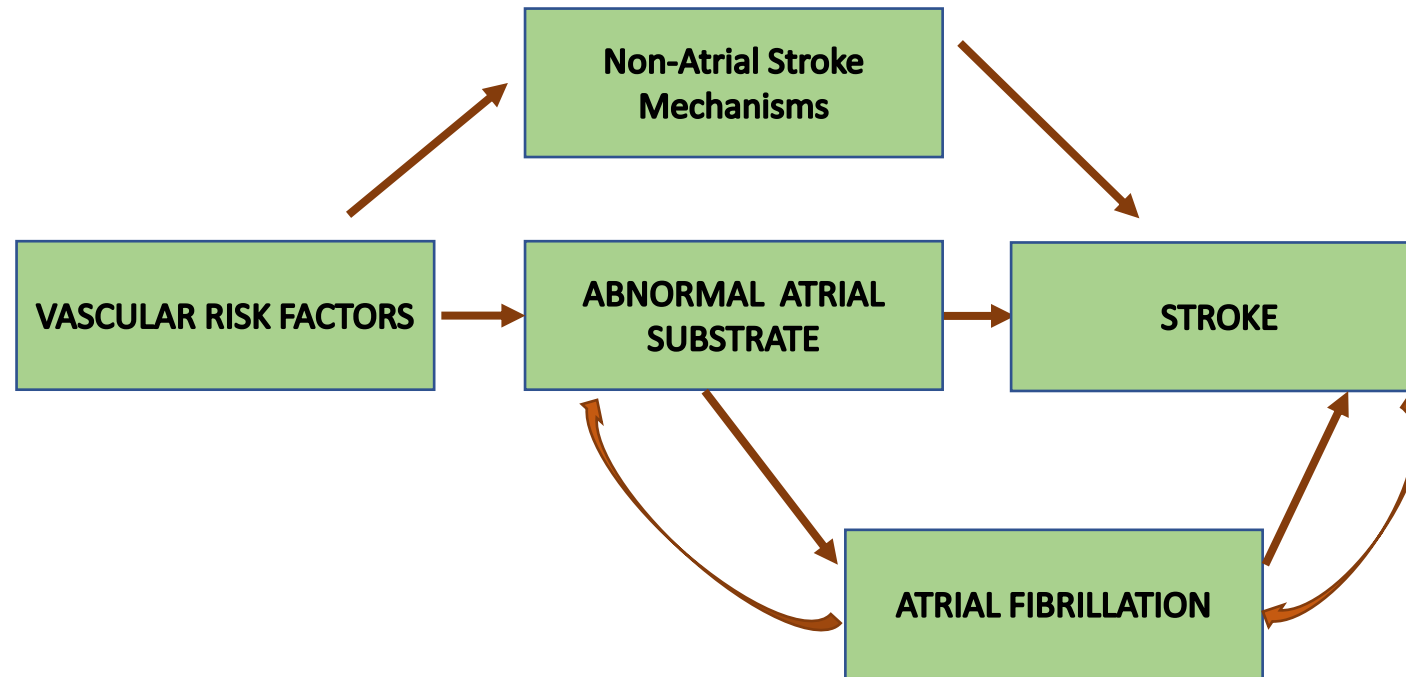 Non-Atrial Stroke
Mechanisms
VASCULAR RISK FACTORS
ABNORMAL  ATRIAL
SUBSTRATE
STROKE
ATRIAL FIBRILLATION